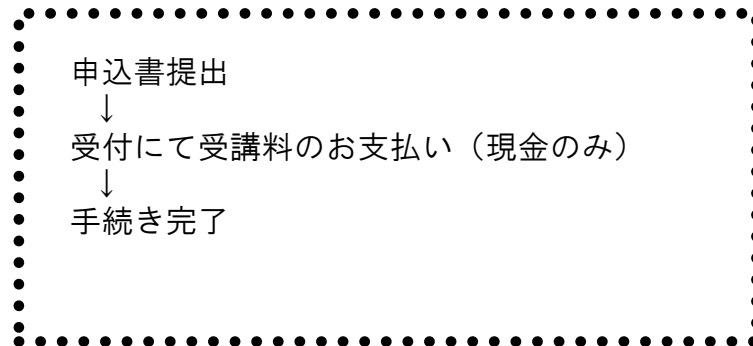 申込書提出
↓
受付にて受講料のお支払い（現金のみ）
↓
手続き完了